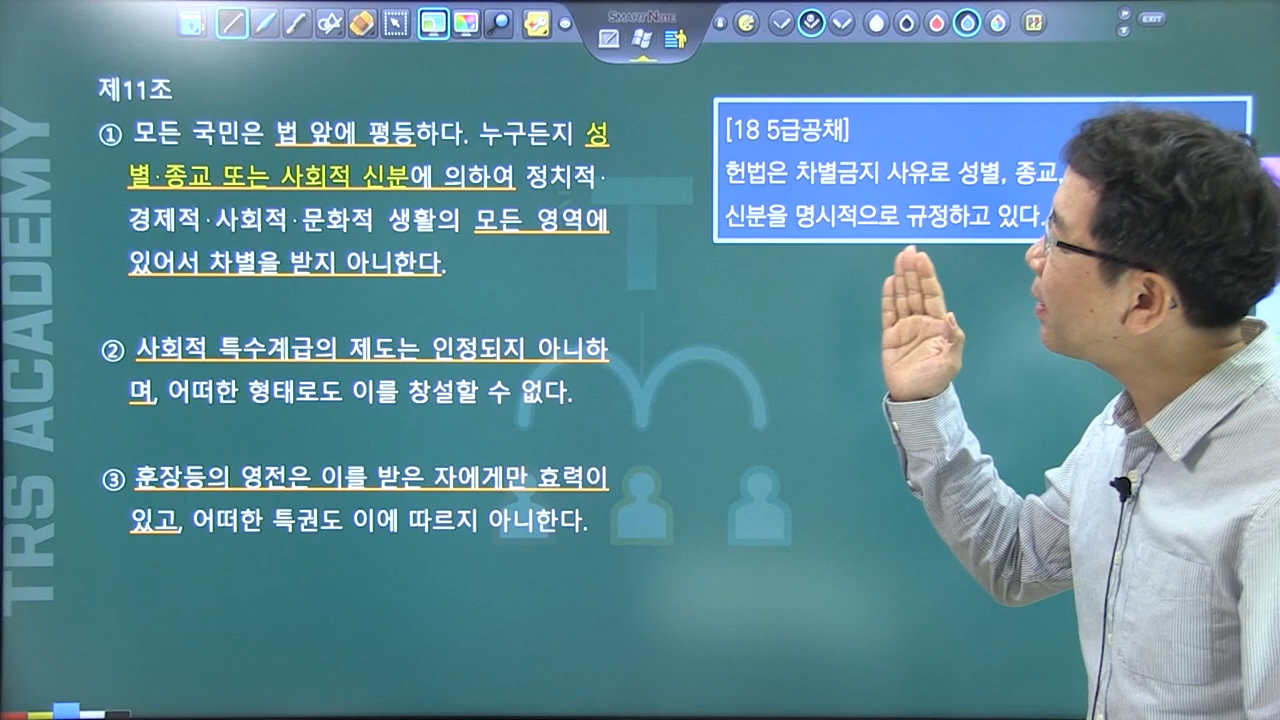 SMARTNOTE
EXIT
TRS ACADEMY
제11조
① 모든 국민은 법 앞에 평등하다. 누구든지 성
별·종교 또는 사회적 신분에 의하여 정치적·
경제적·사회적·문화적 생활의 모든 영역에
있어서 차별을 받지 아니한다.
② 사회적 특수계급의 제도는 인정되지 아니하
며, 어떠한 형태로도 이를 창설할 수 없다.
③ 훈장등의 영전은 이를 받은 자에게만 효력이
있고, 어떠한 특권도 이에 따르지 아니한다.
[18 5급공채]
헌법은 차별금지 사유로 성별, 종교,
신분을 명시적으로 규정하고 있다.